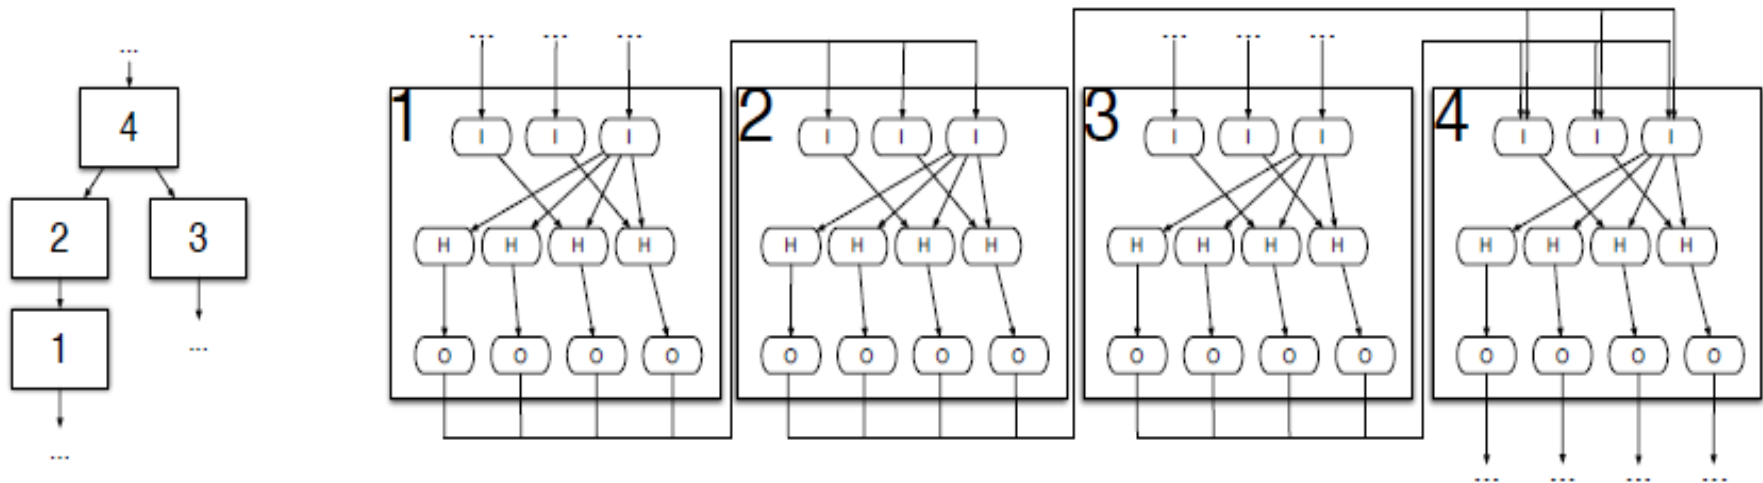 ...
4
2 3
1
...
...
... ... ... ... ... ...
1 2 3 4
I I I I I I I I I I I I
H H H H H H H H H H H H H H H H
O O O O O O O O O O O O O O O O
... ... ... ...